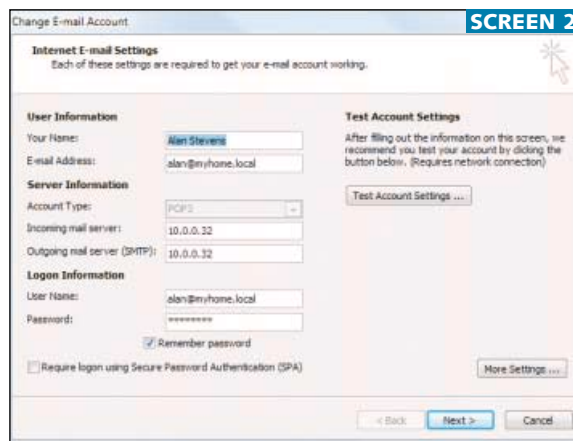 Change E-mail Account
SCREEN 2
Internet E-mail Settings
Each of these settings are required to get your e-mail account working.
User Information
Your Name:
Alan Stevens
E-mail Address:
alan@myhome.local
Server Information
Account Type:
POP3
Incoming mail server:
10.0.0.32
Outgoing mail server (SMTP):
10.0.0.32
Logon Information
User Name:
alan@myhome.local
Password:
********
Remember password
Require logon using Secure Password Authentication (SPA)
Test Account Settings
After filling out the information on this screen, we
recommend you test your account by clicking the
button below. (Requires network connection)
Test Account Settings ...
More Settings ...
< Back
Next >
Cancel